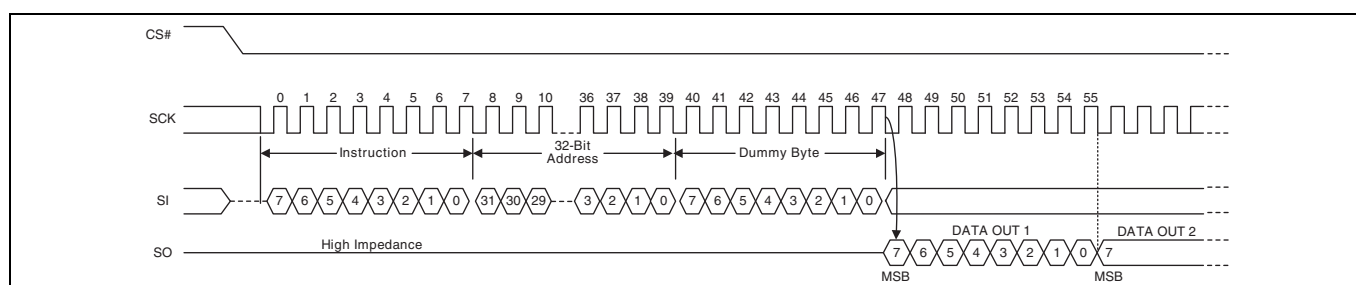 CS#
0 1 2 3 4 5 6 7 8 9 10 36 37 38 39 40 41 42 43 44 45 46 47 48 49 50 51 52 53 54 55
SCK
Instruction
32-Bit
Address
Dummy Byte
SI
7 6 5 4 3 2 1 0 31 30 29 3 2 1 0 7 6 5 4 3 2 1 0
DATA OUT 1 DATA OUT 2
High Impedance
SO
7 6 5 4 3 2 1 0 7
MSB MSB